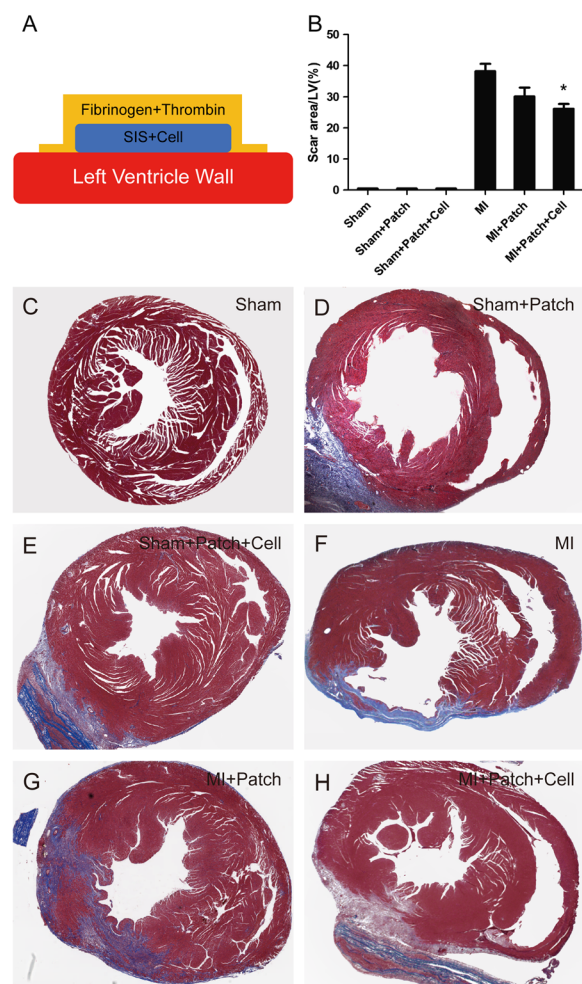 A
Fibrinogen+Thrombin
SIS+Cell
Left Ventricle Wall
B
Scar area/LV(%)
50
40
30
20
10
0
*
Sham
Sham+Patch
Sham+Patch+Cell
MI
MI+Patch
MI+Patch+Cell
C
Sham
D
Sham+Patch
E
Sham+Patch+Cell
F
MI
G
MI+Patch
H
MI+Patch+Cell